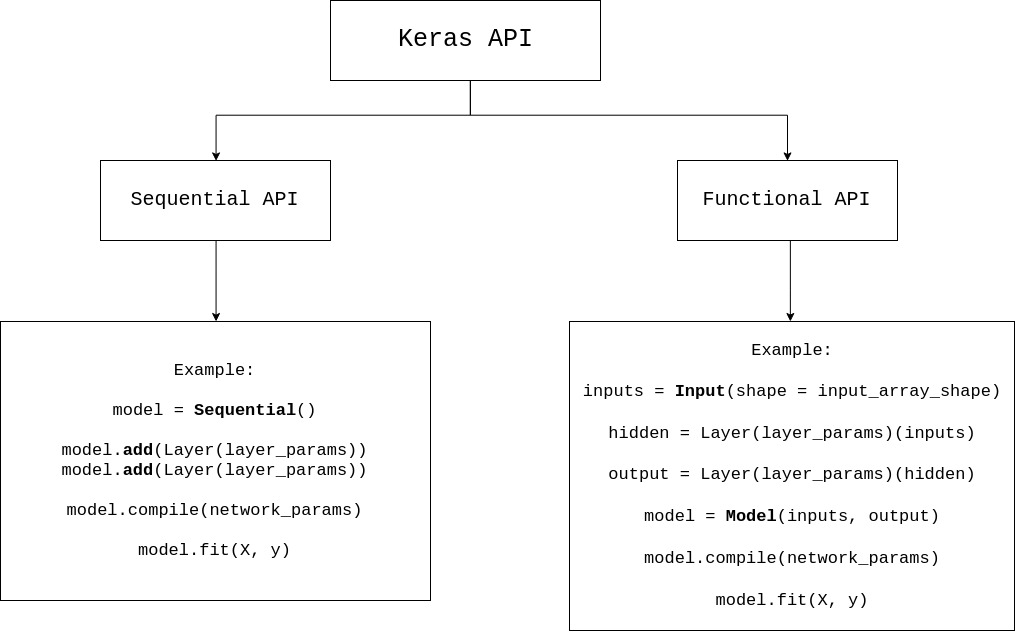 Keras API
Sequential API
Functional API
Example:
model = Sequential()
model.add(Layer(layer_params))
model.add(Layer(layer_params))
model.compile(network_params)
model.fit(X, y)
Example:
inputs = Input(shape = input_array_shape)
hidden = Layer(layer_params)(inputs)
output = Layer(layer_params)(hidden)
model = Model(inputs, output)
model.compile(network_params)
model.fit(X, y)